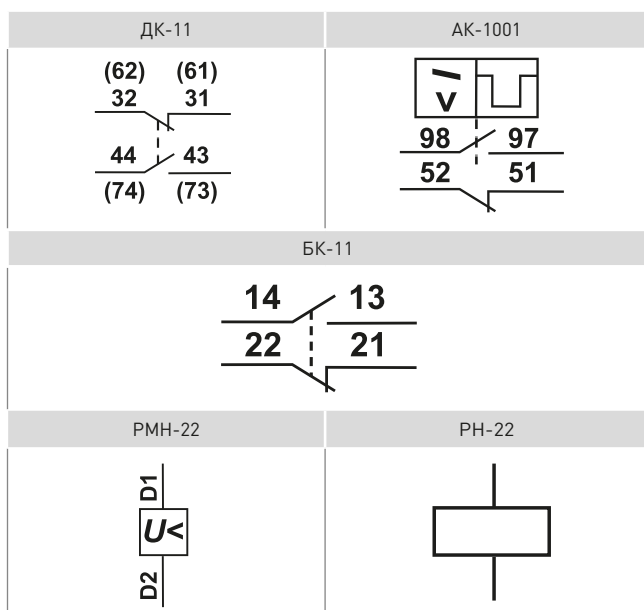 ДК-11
АК-1001
(62) (61)
32 31
44 43
(74) (73)
I
>
98 97
52 51
БК-11
14 13
22 21
РМН-22
РН-22
D1
U<
D2